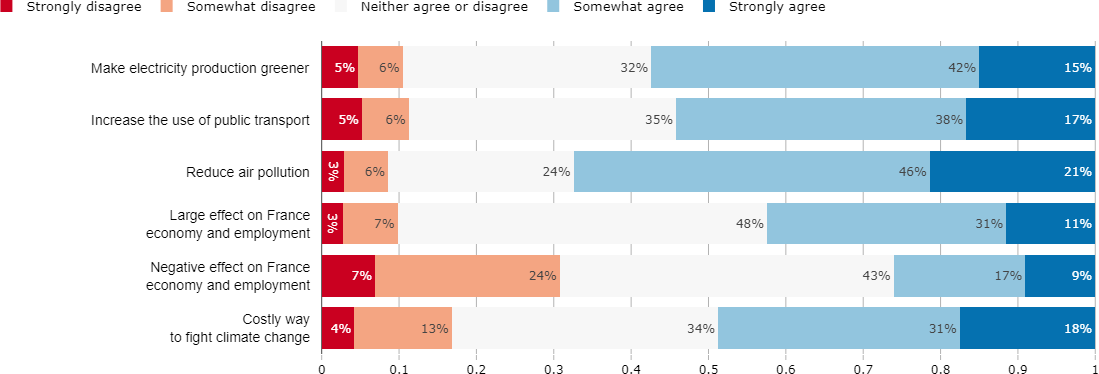 Strongly disagree Somewhat disagree Neither agree or disagree Somewhat agree Strongly agree
Make electricity production greener 5% 6% 32% 42% 15%
Increase the use of public transport 5% 6% 35% 38% 17%
Reduce air pollution 3% 6% 24% 46% 21%
Large effect on France
economy and employment 3% 7% 48% 31% 11%
Negative effect on France
economy and employment 7% 24% 43% 17% 9%
Costly way
to fight climate change 4% 13% 34% 31% 18%
0 0.1 0.2 0.3 0.4 0.5 0.6 0.7 0.8 0.9 1